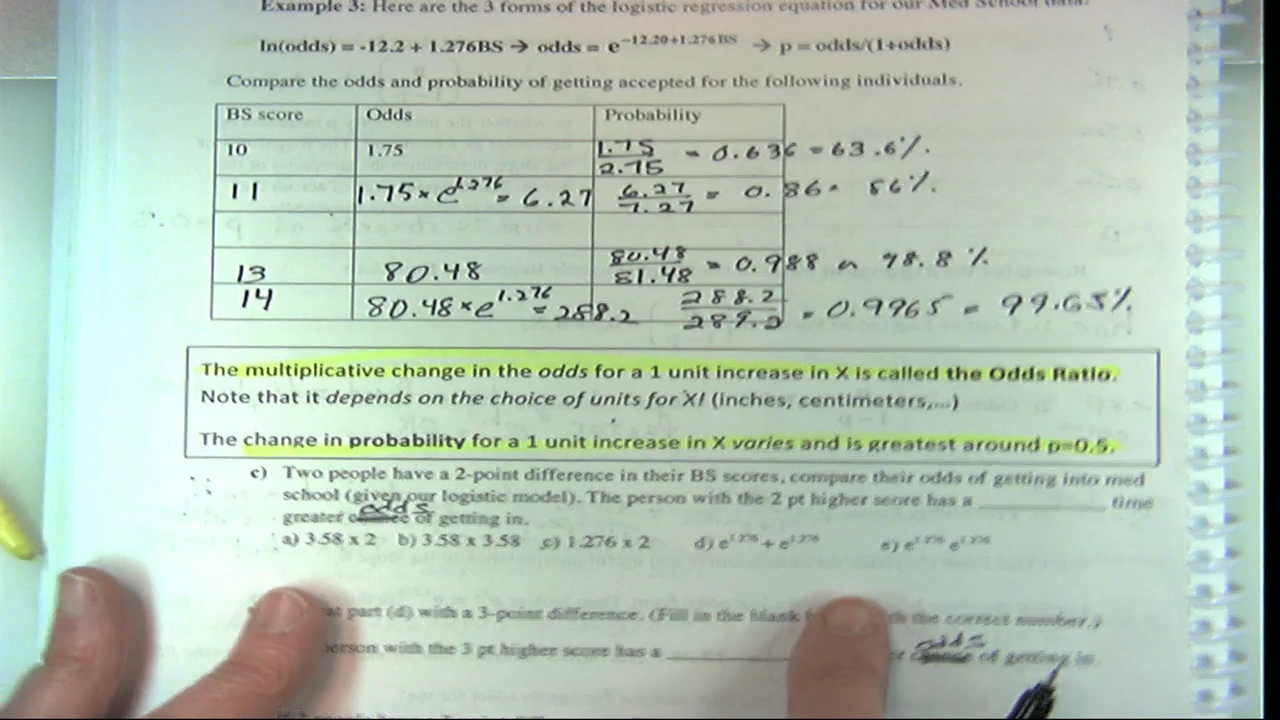 Example 3: Here are the 3 forms of the logistic regression equation for our Med School data.
ln(odds) = -12.2 + 1.276BS → odds = e^-12.20+1.276BS → p = odds/(1+odds)
Compare the odds and probability of getting accepted for the following individuals.
BS score Odds Probability
10 1.75 1.75/2.75 = 0.636 = 63.6%.
11 1.75 × e^1.276 = 6.27 6.27/7.27 = 0.86 = 86%.
13 80.48 80.48/81.48 = 0.988 or 98.8%
14 80.48 × e^1.276 = 288.2 288.2/289.2 = 0.9965 = 99.65%
The multiplicative change in the odds for a 1 unit increase in X is called the Odds Ratio.
Note that it depends on the choice of units for X! (inches, centimeters,...)
The change in probability for a 1 unit increase in X varies and is greatest around p=0.5.
c) Two people have a 2-point difference in their BS scores, compare their odds of getting into med
school (given our logistic model). The person with the 2 pt higher score has a ____________ time
odds
greater chance of getting in.
a) 3.58 x 2 b) 3.58 x 3.58 c) 1.276 x 2 d) e^1.276 + e^1.276 e) e^1.276 e^1.276
part (d) with a 3-point difference. (Fill in the blank with the correct number.)
odds
person with the 3 pt higher score has a ____________ chance of getting in.